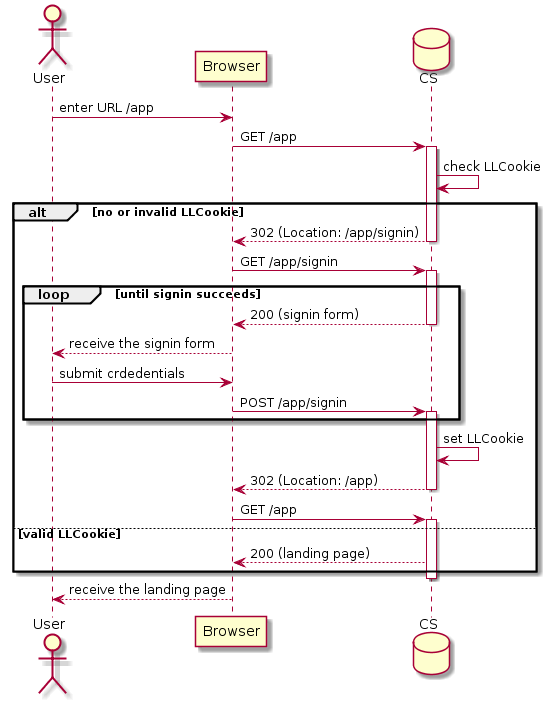 User
Browser
CS
enter URL /app
GET /app
check LLCookie
alt [no or invalid LLCookie]
302 (Location: /app/signin)
GET /app/signin
loop [until signin succeeds]
200 (signin form)
receive the signin form
submit crdedentials
POST /app/signin
set LLCookie
302 (Location: /app)
GET /app
[valid LLCookie]
200 (landing page)
receive the landing page
User
Browser
CS